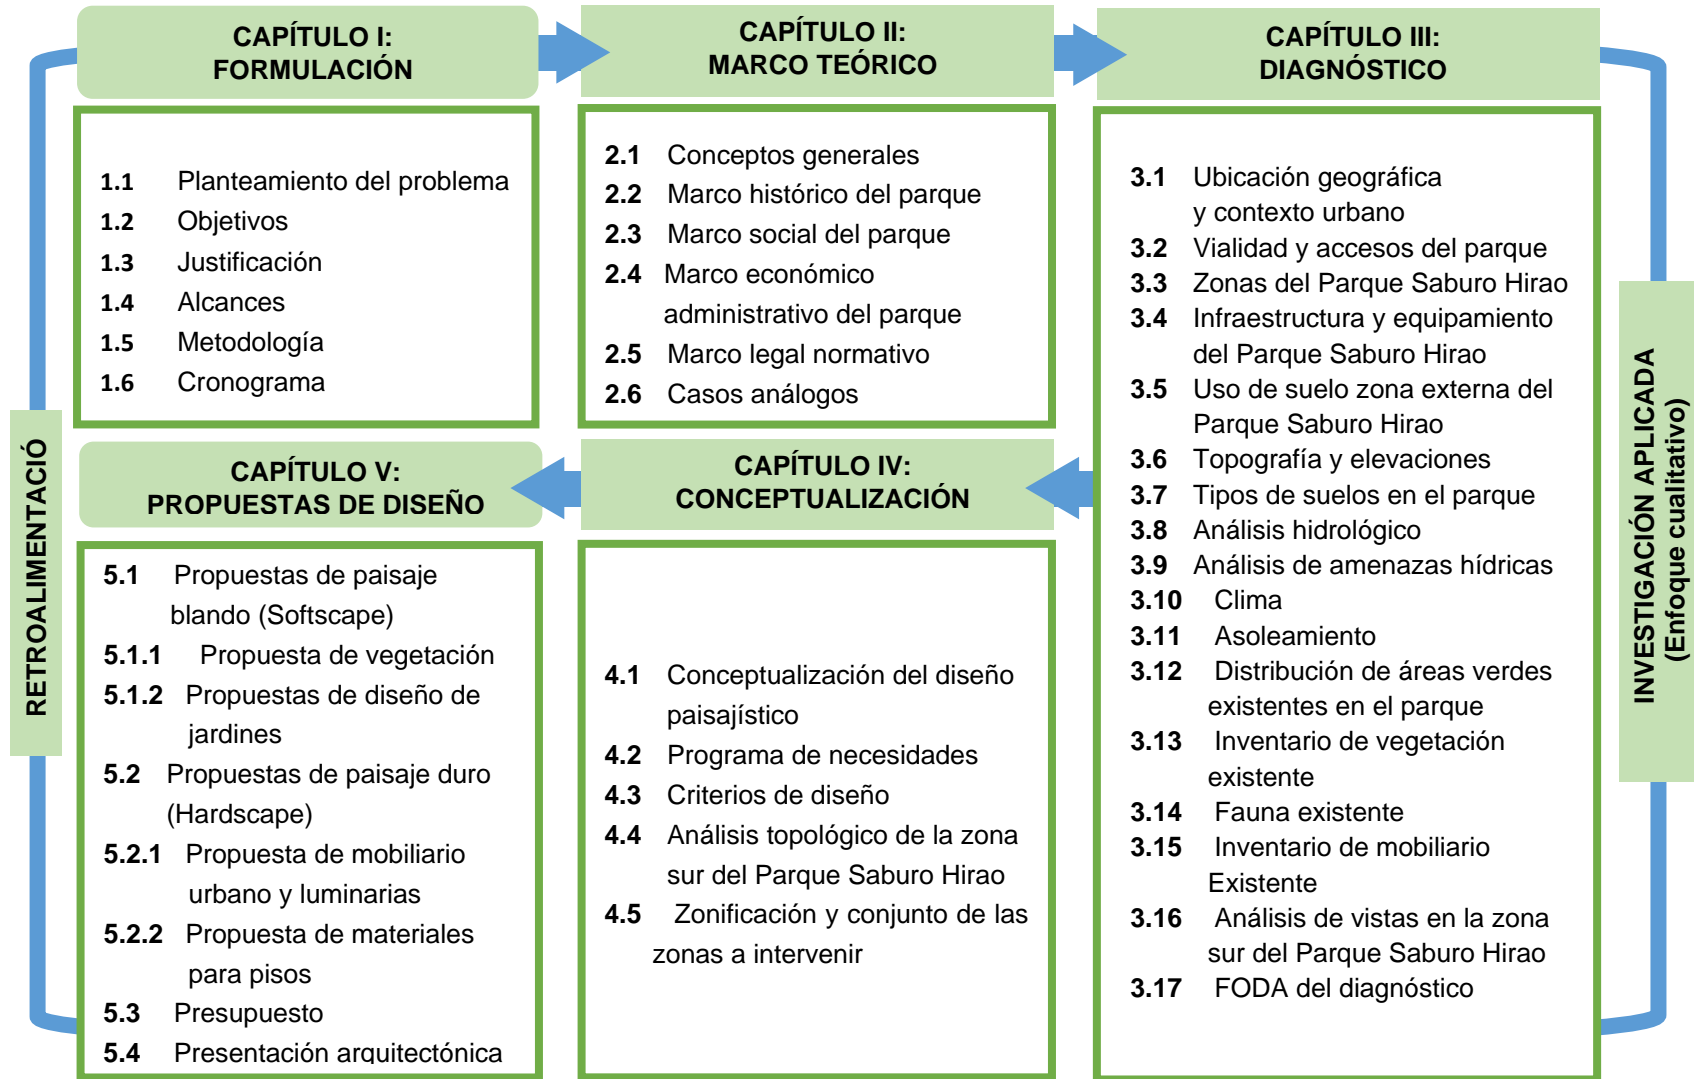 CAPÍTULO I:
FORMULACIÓN
1.1 Planteamiento del problema
1.2 Objetivos
1.3 Justificación
1.4 Alcances
1.5 Metodología
1.6 Cronograma
CAPÍTULO II:
MARCO TEÓRICO
2.1 Conceptos generales
2.2 Marco histórico del parque
2.3 Marco social del parque
2.4 Marco económico
administrativo del parque
2.5 Marco legal normativo
2.6 Casos análogos
CAPÍTULO III:
DIAGNÓSTICO
3.1 Ubicación geográfica
y contexto urbano
3.2 Vialidad y accesos del parque
3.3 Zonas del Parque Saburo Hirao
3.4 Infraestructura y equipamiento
del Parque Saburo Hirao
3.5 Uso de suelo zona externa del
Parque Saburo Hirao
3.6 Topografía y elevaciones
3.7 Tipos de suelos en el parque
3.8 Análisis hidrológico
3.9 Análisis de amenazas hídricas
3.10 Clima
3.11 Asoleamiento
3.12 Distribución de áreas verdes
existentes en el parque
3.13 Inventario de vegetación
existente
3.14 Fauna existente
3.15 Inventario de mobiliario
Existente
3.16 Análisis de vistas en la zona
sur del Parque Saburo Hirao
3.17 FODA del diagnóstico
CAPÍTULO IV:
CONCEPTUALIZACIÓN
4.1 Conceptualización del diseño
paisajístico
4.2 Programa de necesidades
4.3 Criterios de diseño
4.4 Análisis topológico de la zona
sur del Parque Saburo Hirao
4.5 Zonificación y conjunto de las
zonas a intervenir
CAPÍTULO V:
PROPUESTAS DE DISEÑO
5.1 Propuestas de paisaje
blando (Softscape)
5.1.1 Propuesta de vegetación
5.1.2 Propuestas de diseño de
jardines
5.2 Propuestas de paisaje duro
(Hardscape)
5.2.1 Propuesta de mobiliario
urbano y luminarias
5.2.2 Propuesta de materiales
para pisos
5.3 Presupuesto
5.4 Presentación arquitectónica
RETROALIMENTACIÓ
INVESTIGACIÓN APLICADA
(Enfoque cualitativo)